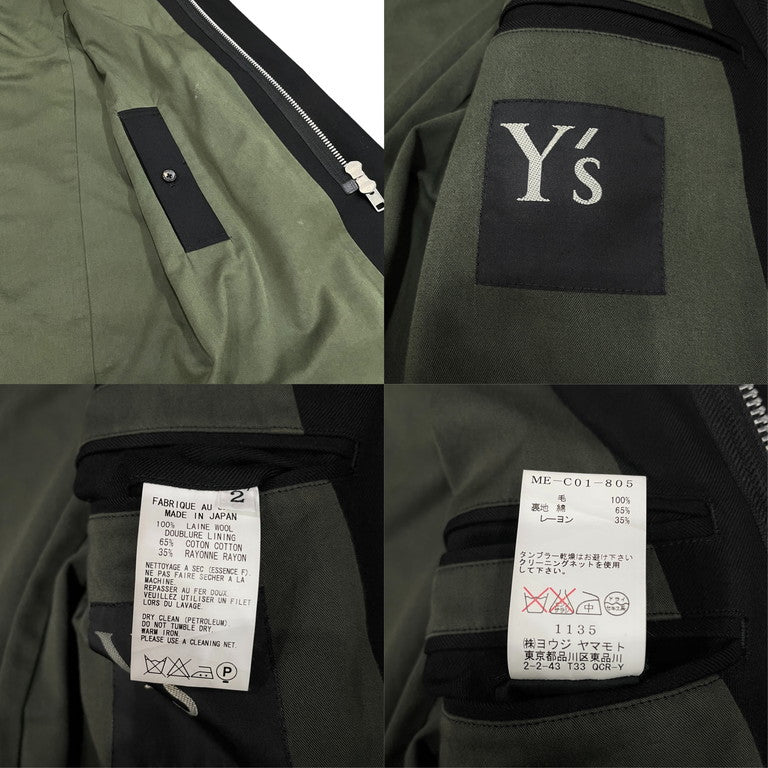 Y's
2
FABRIQUE AU
MADE IN JAPAN
100% LAINE WOOL
DOUBLURE LINING
65% COTON COTTON
35% RAYONNE RAYON
NETTOYAGE A SEC (ESSENCE F).
NE PAS FAIRE SECHER A LA
MACHINE.
REPASSER AU FER DOUX.
VEUILLEZ UTILISER UN FILET
LORS DU LAVAGE.
DRY CLEAN (PETROLEUM)
DO NOT TUMBLE DRY.
WARM IRON.
PLEASE USE A CLEANING NET.
P
ME-C01-805
毛 100%
裏地 綿 65%
レーヨン 35%
タンブラー乾燥はお避け下さい
クリーニングネットを使用
して下さい。
中 ドライ
1135
㈱ヨウジ ヤマモト
東京都品川区東品川
2-2-43 T33 QCR-Y